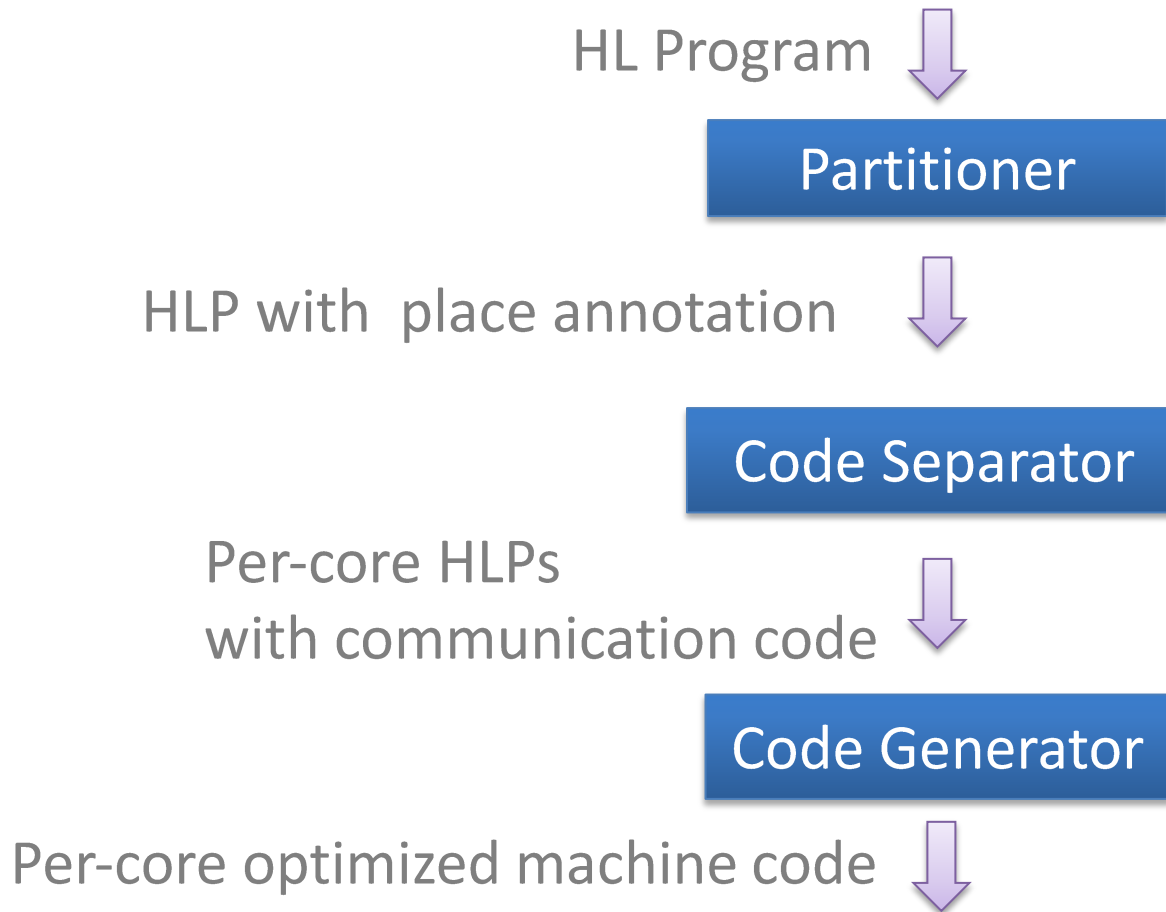 HL Program
Partitioner
HLP with  place annotation
Code Separator
Per-core HLPs
with communication code
Code Generator
Per-core optimized machine code